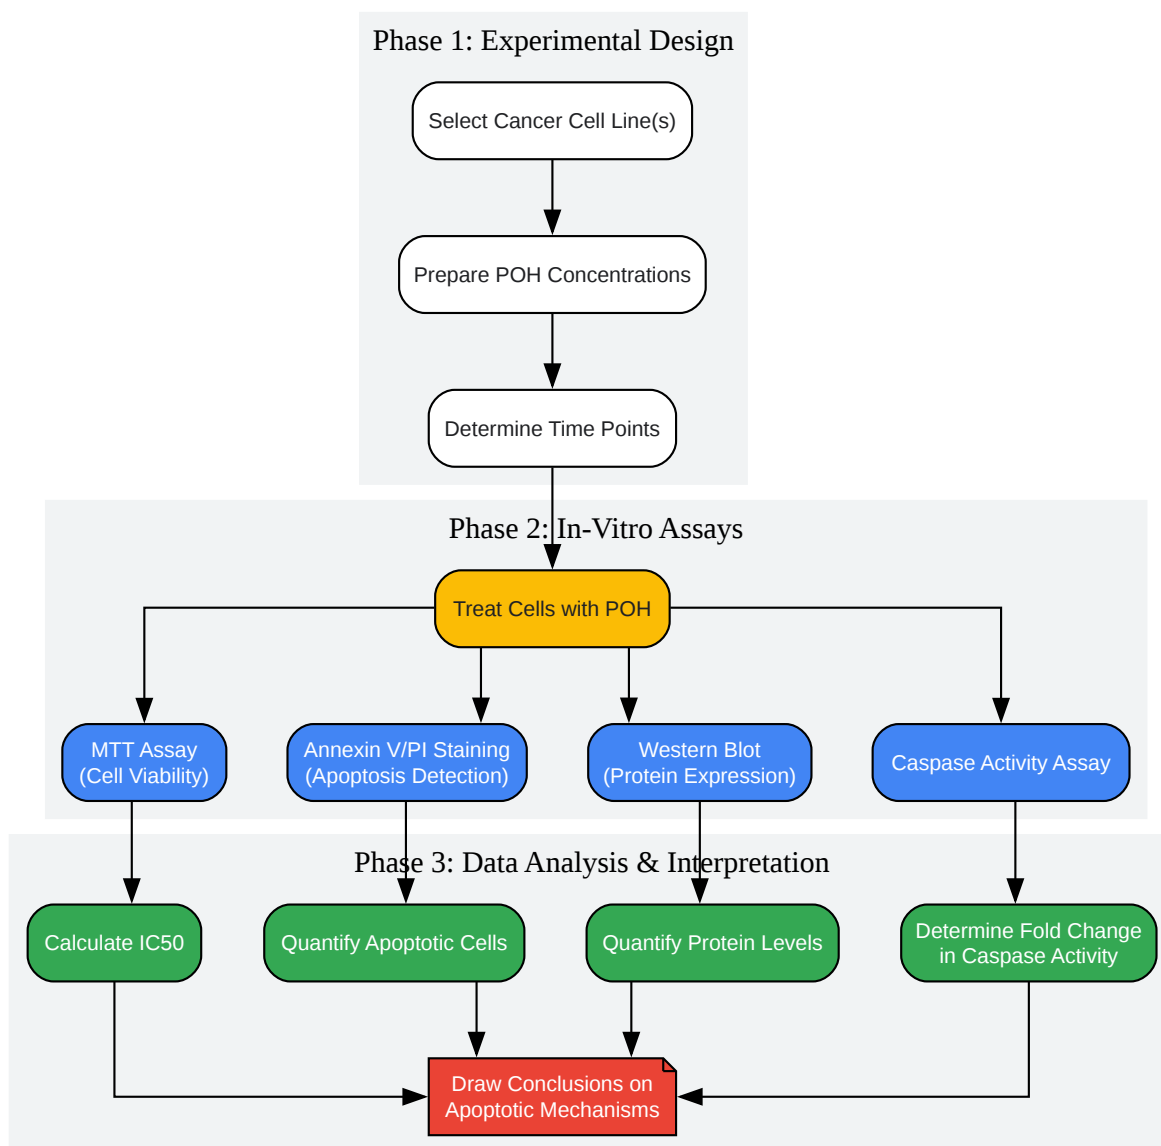 Phase 1: Experimental Design
Select Cancer Cell Line(s)
Prepare POH Concentrations
Determine Time Points
Phase 2: In-Vitro Assays
Treat Cells with POH
MTT Assay
(Cell Viability)
Annexin V/PI Staining
(Apoptosis Detection)
Western Blot
(Protein Expression)
Caspase Activity Assay
Phase 3: Data Analysis & Interpretation
Calculate IC50
Quantify Apoptotic Cells
Quantify Protein Levels
Determine Fold Change
in Caspase Activity
Draw Conclusions on
Apoptotic Mechanisms